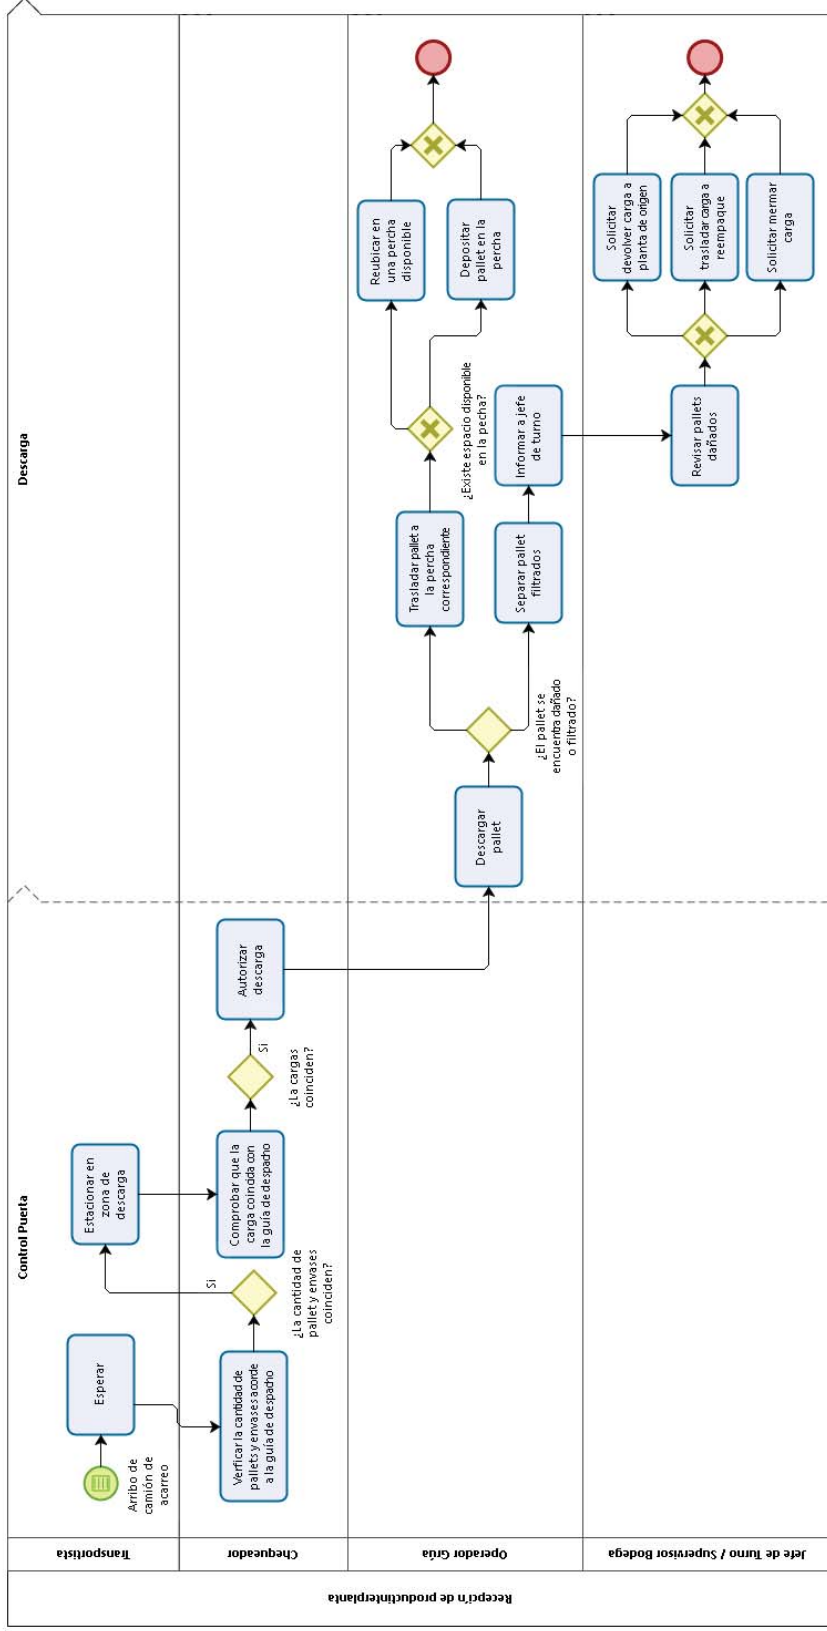 Recepción de productinterplanta
Transportista
Chequeador
Operador Grúa
Jefe de Turno / Supervisor Bodega
Control Puerta
Descarga
Arribo de
camión de
acarreo
Esperar
Verficar la cantidad de
pallets y envases acorde
a la guía de despacho
¿La cantidad de
pallet y envases
coinciden?
Si
Estacionar en
zona de
descarga
Comprobar que la
carga coincida con
la guía de despacho
¿La cargas
coinciden?
Si
Autorizar
descarga
Descargar
pallet
¿El pallet se
encuentra dañado
o filtrado?
Trasladar pallet a
la percha
correspondiente
Separar pallet
filtrados
¿Existe espacio disponible
en la pecha?
Informar a jefe
de turno
Reubicar en
una percha
disponible
Depositar
pallet en la
percha
Revisar pallets
dañados
Solicitar
devolver carga a
planta de origen
Solicitar
trasladar carga a
reempaque
Solicitar mermar
carga